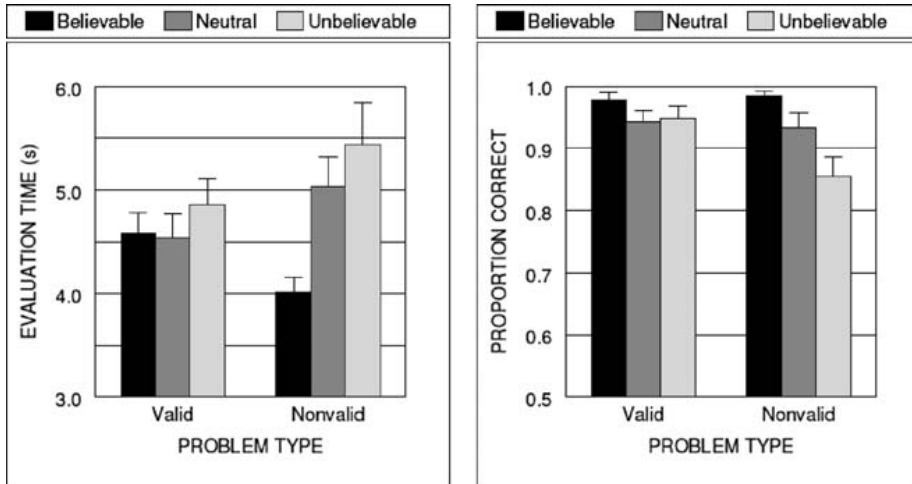 Believable Neutral Unbelievable
EVALUATION TIME (s)
6.0
5.0
4.0
3.0
Valid Nonvalid
PROBLEM TYPE
Believable Neutral Unbelievable
PROPORTION CORRECT
1.0
0.9
0.8
0.7
0.6
0.5
Valid Nonvalid
PROBLEM TYPE